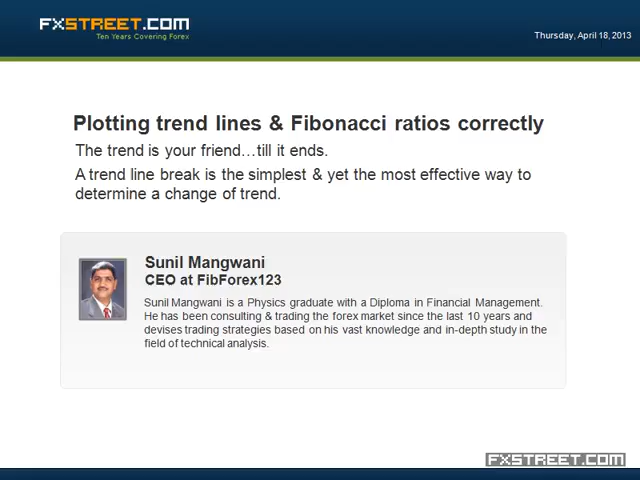 FXSTREET.COM
Ten Years Covering Forex
Thursday, April 18, 2013
Plotting trend lines & Fibonacci ratios correctly
The trend is your friend…till it ends.
A trend line break is the simplest & yet the most effective way to
determine a change of trend.
Sunil Mangwani
CEO at FibForex123
Sunil Mangwani is a Physics graduate with a Diploma in Financial Management.
He has been consulting & trading the forex market since the last 10 years and
devises trading strategies based on his vast knowledge and in-depth study in the
field of technical analysis.
FXSTREET.COM